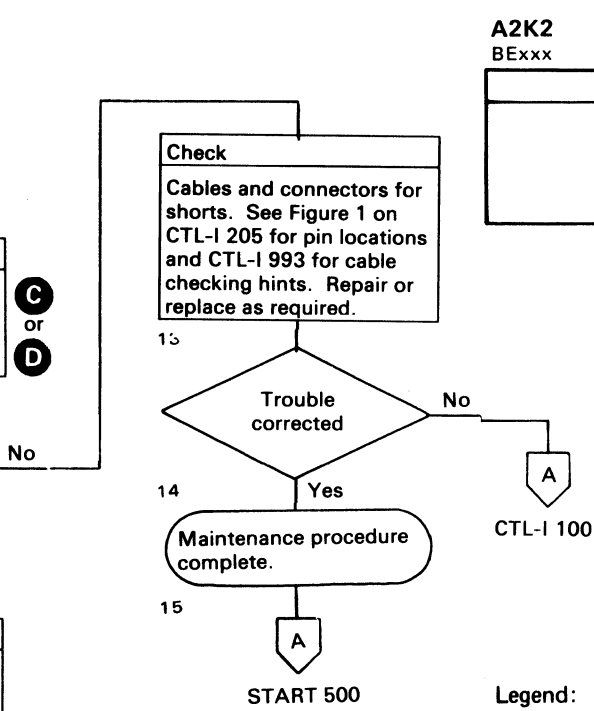 A2K2
BExxx
Check
Cables and connectors for
shorts. See Figure 1 on
CTL-I 205 for pin locations
and CTL-I 993 for cable
checking hints. Repair or
replace as required.
C
or
D
13
Trouble
corrected
No
No
A
CTL-I 100
14
Yes
Maintenance procedure
complete.
15
A
START 500
Legend: